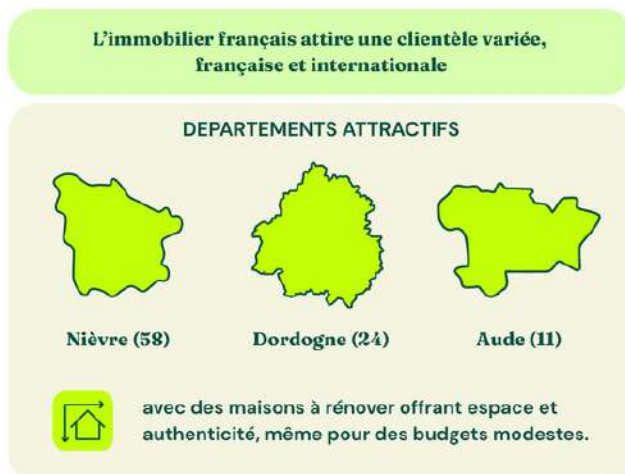 L'immobilier français attire une clientèle variée,
française et internationale
DEPARTEMENTS ATTRACTIFS
Nièvre (58)
Dordogne (24)
Aude (11)
avec des maisons à rénover offrant espace et
authenticité, même pour des budgets modestes.